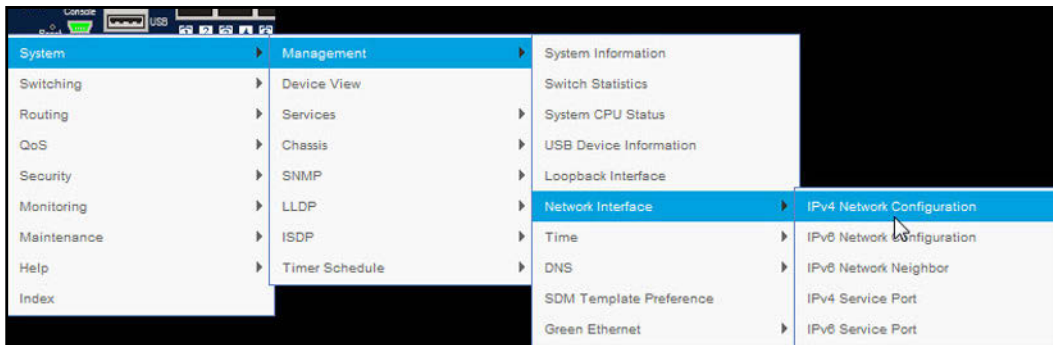 Console
USB
System
Switching
Routing
QoS
Security
Monitoring
Maintenance
Help
Index
Management
Device View
Services
Chassis
SNMP
LLDP
ISDP
Timer Schedule
System Information
Switch Statistics
System CPU Status
USB Device Information
Loopback Interface
Network Interface
Time
DNS
SDM Template Preference
Green Ethernet
IPv4 Network Configuration
IPv6 Network Configuration
IPv6 Network Neighbor
IPv4 Service Port
IPv6 Service Port